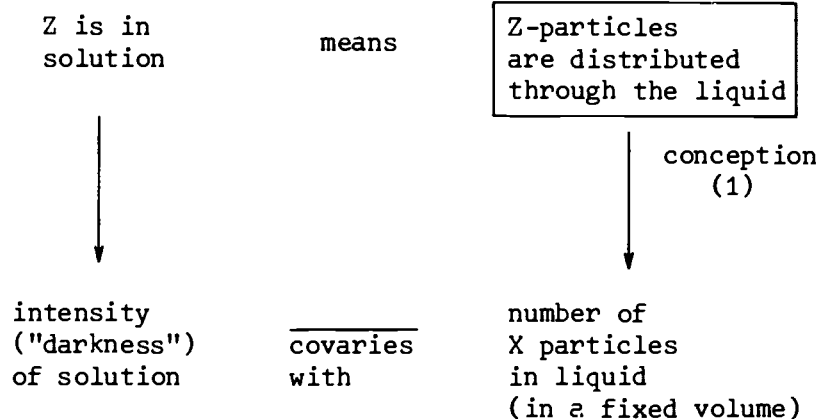 Z is in
solution
means
Z-particles
are distributed
through the liquid
conception
(1)
intensity
("darkness")
of solution
covaries
with
number of
X particles
in liquid
(in a fixed volume)